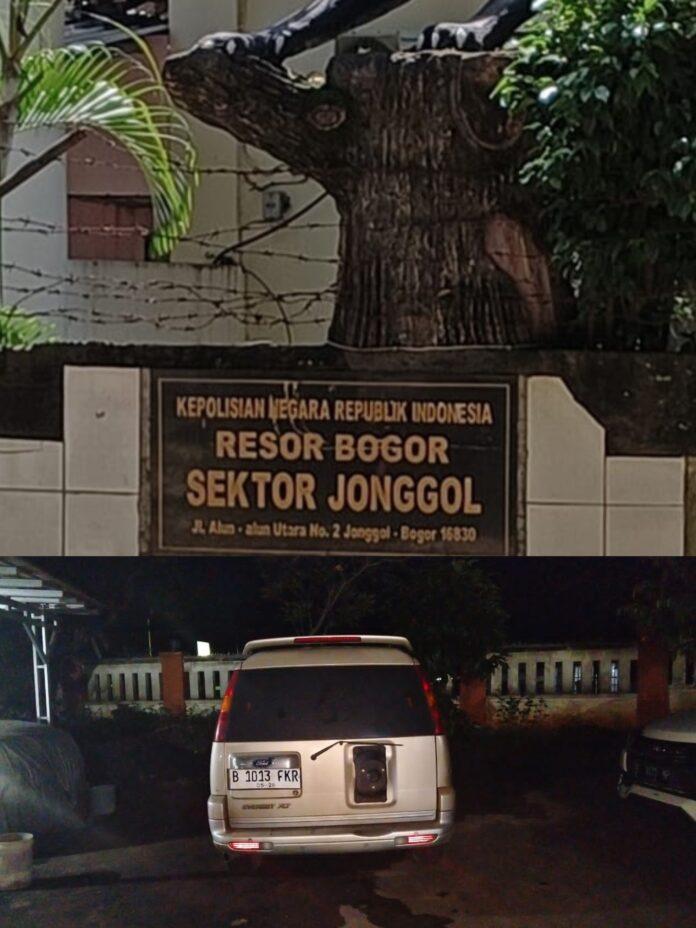 KEPOLISIAN NEGARA REPUBLIK INDONESIA
RESOR BOGOR
SEKTOR JONGGOL
Jl. Alun - alun Utara No. 2 Jonggol - Bogor 16830
Ford
B 1013 FKR
EVEREST XLT